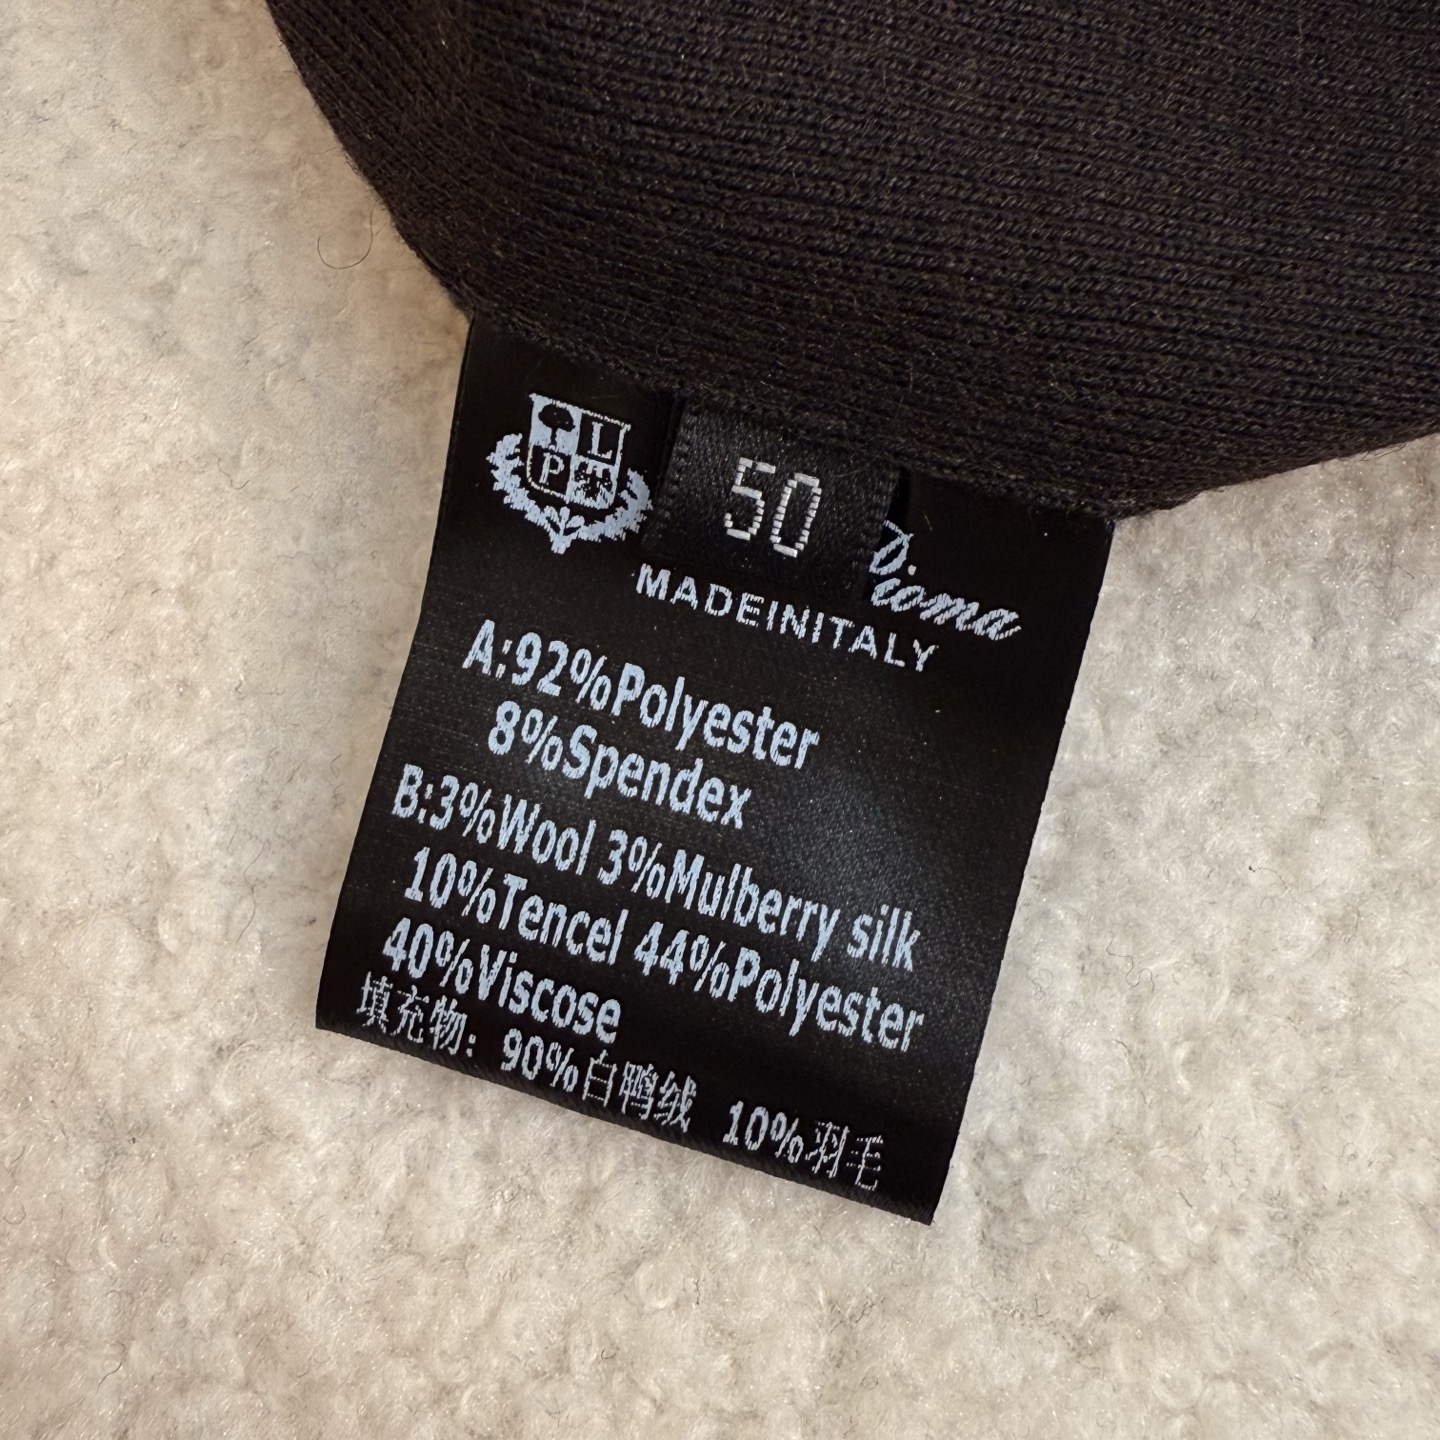 L
P
50
Pioma
MADEINITALY
A:92%Polyester
8%Spendex
B:3%Wool 3%Mulberry silk
10%Tencel 44%Polyester
40%Viscose
填充物: 90%白鸭绒 10%羽毛